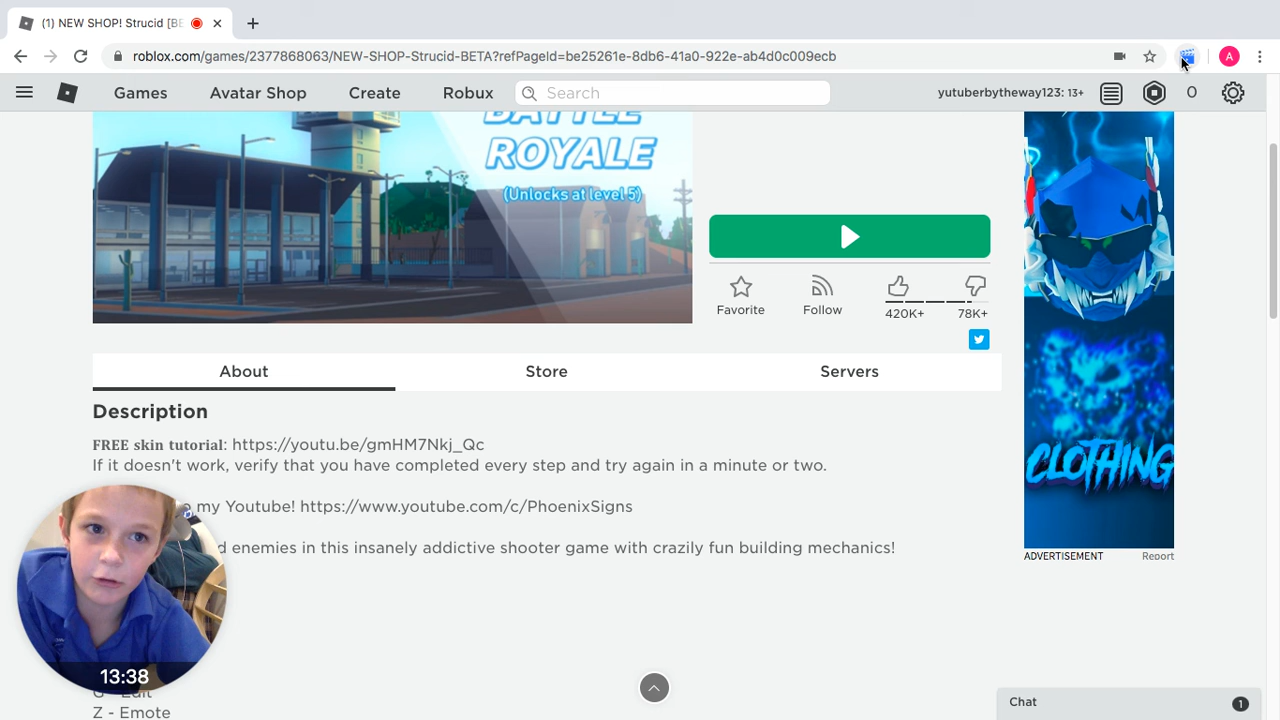 (1) NEW SHOP! Strucid [BE
roblox.com/games/2377868063/NEW-SHOP-Strucid-BETA?refPageId=be25261e-8db6-41a0-922e-ab4d0c009ecb
A
Games
Avatar Shop
Create
Robux
Search
yutuberbytheway123: 13+
0
BATTLE
ROYALE
(Unlocks at level 5)
Favorite
Follow
420K+
78K+
About
Store
Servers
Description
FREE skin tutorial: https://youtu.be/gmHM7Nkj_Qc
If it doesn't work, verify that you have completed every step and try again in a minute or two.
my Youtube! https://www.youtube.com/c/PhoenixSigns
enemies in this insanely addictive shooter game with crazily fun building mechanics!
CLOTHING
ADVERTISEMENT
Report
13:38
G - Edit
Z - Emote
Chat
1